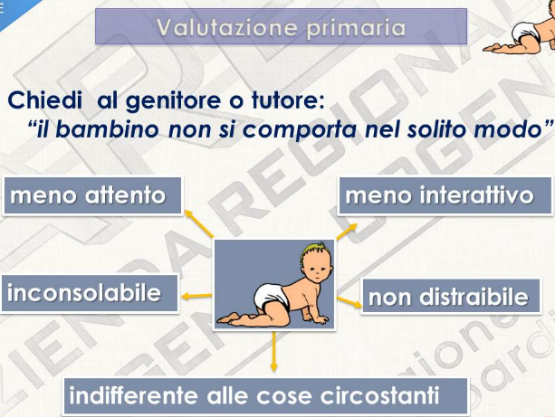 Valutazione primaria
Chiedi al genitore o tutore:
“il bambino non si comporta nel solito modo”
meno attento
meno interattivo
inconsolabile
non distraibile
indifferente alle cose circostanti